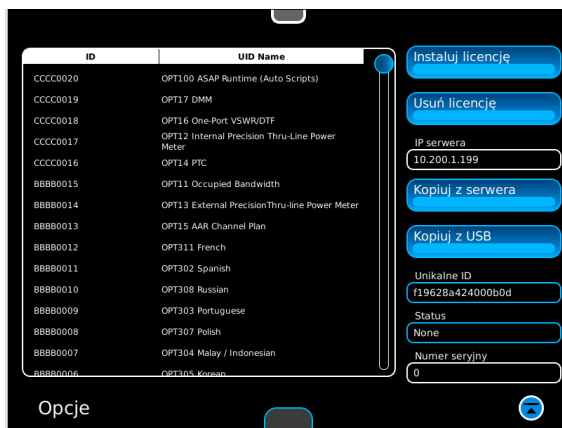 ID UID Name
CCCC0020 OPT100 ASAP Runtime (Auto Scripts)
CCCC0019 OPT17 DMM
CCCC0018 OPT16 One-Port VSWR/DTF
CCCC0017 OPT12 Internal Precision Thru-Line Power
Meter
CCCC0016 OPT14 PTC
BBBB0015 OPT11 Occupied Bandwidth
BBBB0014 OPT13 External PrecisionThru-line Power Meter
BBBB0013 OPT15 AAR Channel Plan
BBBB0012 OPT311 French
BBBB0011 OPT302 Spanish
BBBB0010 OPT308 Russian
BBBB0009 OPT303 Portuguese
BBBB0008 OPT307 Polish
BBBB0007 OPT304 Malay / Indonesian
BBBB0006 OPT305 Korean
Instaluj licencję
Usuń licencję
IP serwera
10.200.1.199
Kopiuj z serwera
Kopiuj z USB
Unikalne ID
f19628a424000b0d
Status
None
Numer seryjny
0
Opcje